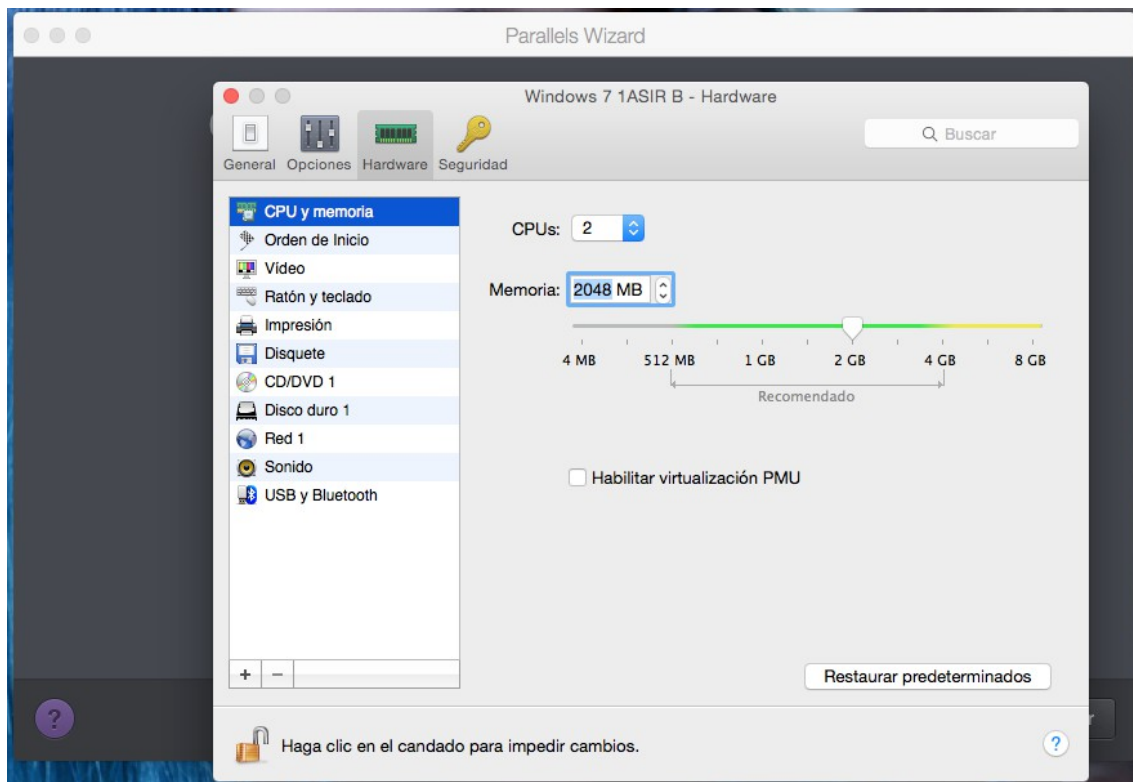 Parallels Wizard
Windows 7 1ASIR B - Hardware
General Opciones Hardware Seguridad
Buscar
CPU y memoria
Orden de Inicio
Vídeo
Ratón y teclado
Impresión
Disquete
CD/DVD 1
Disco duro 1
Red 1
Sonido
USB y Bluetooth
CPUs: 2
Memoria: 2048 MB
4 MB 512 MB 1 GB 2 GB 4 GB 8 GB
Recomendado
Habilitar virtualización PMU
+ −
Restaurar predeterminados
? r
Haga clic en el candado para impedir cambios. ?